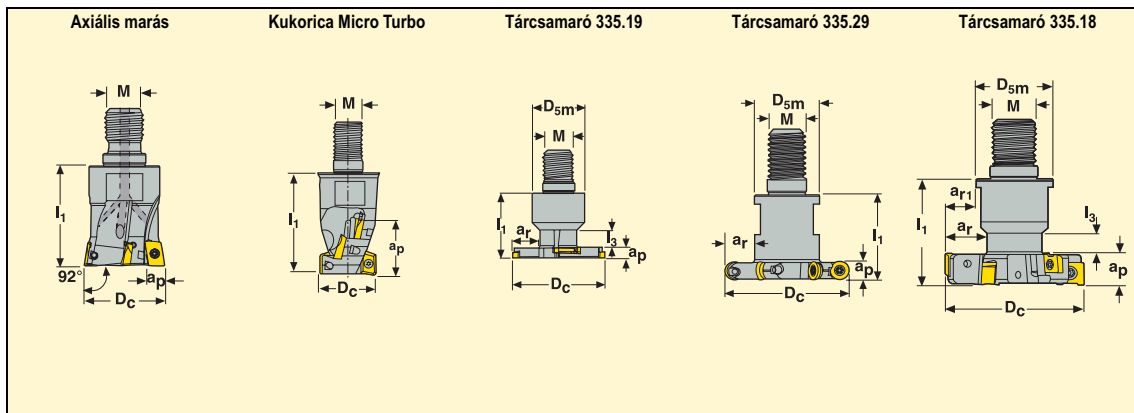 Axiális marás
Kukorica Micro Turbo
Tárcsamaró 335.19
Tárcsamaró 335.29
Tárcsamaró 335.18
M
l1
92°
ap
Dc
M
l1
ap
Dc
D5m
M
l1
ar
l3
ap
Dc
D5m
M
ar
l1
ap
Dc
D5m
M
ar1
l1
ar
l3
ap
Dc